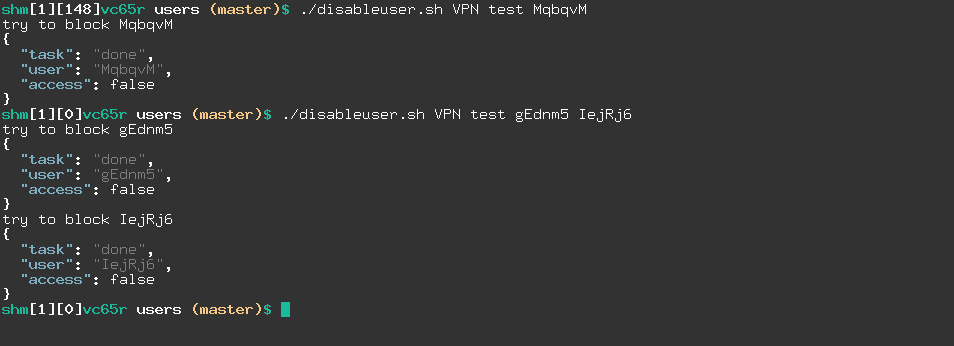 shm[1][148]vc65r users (master)$ ./disableuser.sh VPN test MqbqvM
try to block MqbqvM
{
  "task": "done",
  "user": "MqbqvM",
  "access": false
}
shm[1][0]vc65r users (master)$ ./disableuser.sh VPN test gEdnm5 IejRj6
try to block gEdnm5
{
  "task": "done",
  "user": "gEdnm5",
  "access": false
}
try to block IejRj6
{
  "task": "done",
  "user": "IejRj6",
  "access": false
}
shm[1][0]vc65r users (master)$